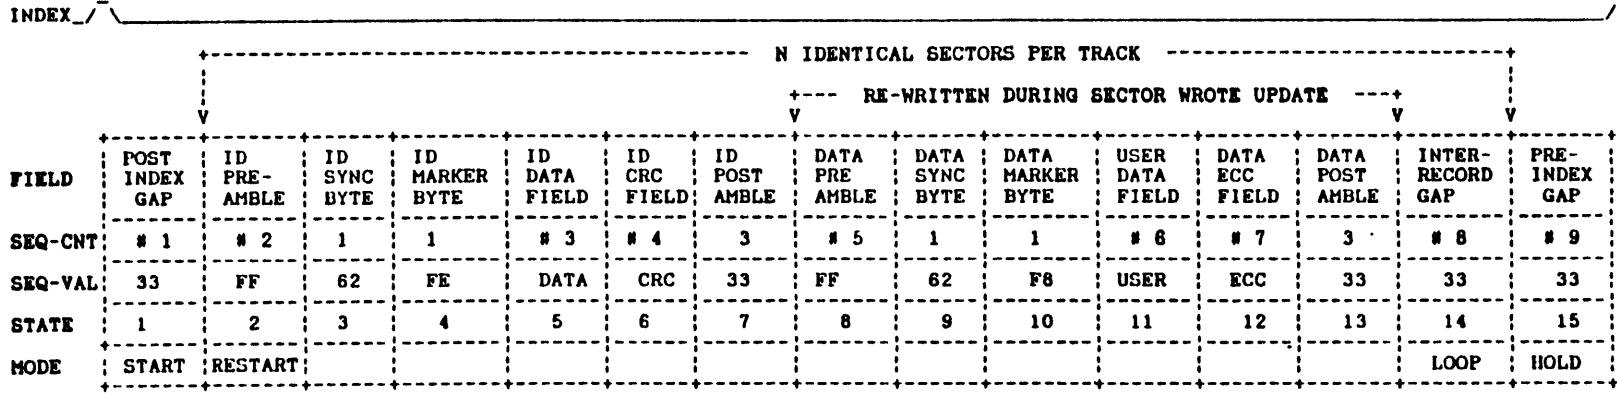 INDEX
N IDENTICAL SECTORS PER TRACK
RE-WRITTEN DURING SECTOR WROTE UPDATE
POST ID ID ID ID ID ID DATA DATA DATA USER DATA DATA INTER- PRE-
FIELD INDEX PRE- SYNC MARKER DATA CRC POST PRE SYNC MARKER DATA ECC POST RECORD INDEX
GAP AMBLE BYTE BYTE FIELD FIELD AMBLE AMBLE BYTE BYTE FIELD FIELD AMBLE GAP GAP
SEQ-CNT # 1 # 2 1 1 # 3 # 4 3 # 5 1 1 # 6 # 7 3 # 8 # 9
SEQ-VAL 33 FF 62 FE DATA CRC 33 FF 62 F8 USER ECC 33 33 33
STATE 1 2 3 4 5 6 7 8 9 10 11 12 13 14 15
MODE START RESTART LOOP HOLD